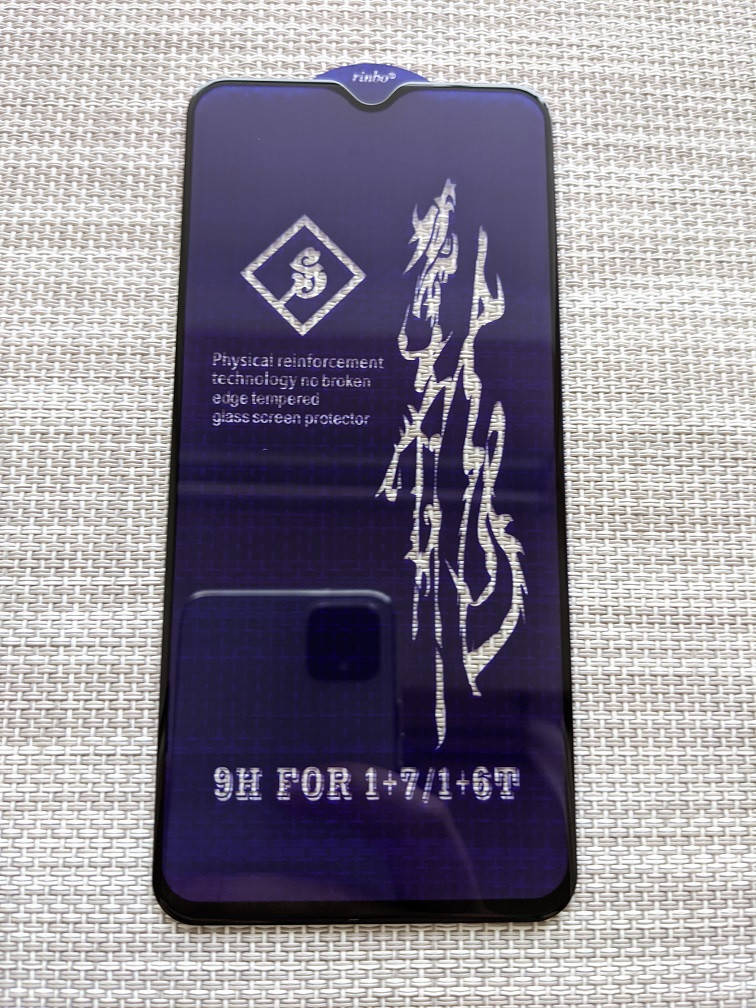 rinbo®
Physical reinforcement
technology no broken
edge tempered
glass screen protector
9H FOR 1+7/1+6T